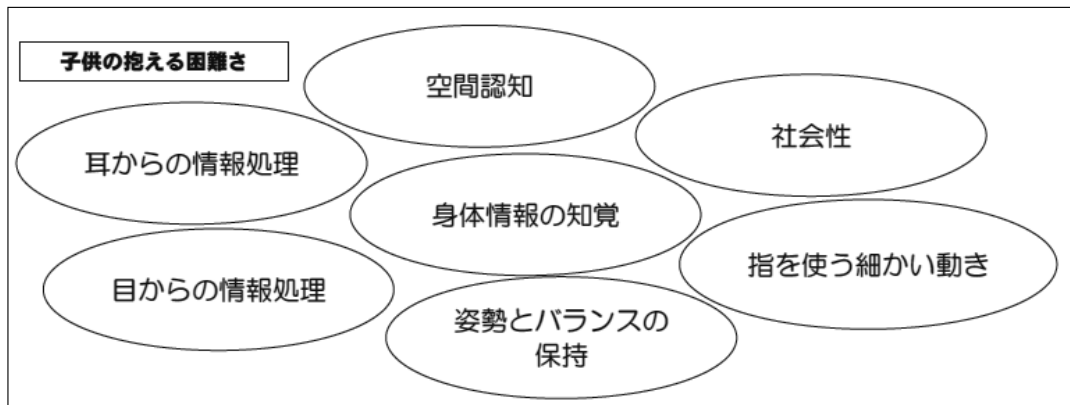 子供の抱える困難さ
空間認知
社会性
耳からの情報処理
身体情報の知覚
指を使う細かい動き
目からの情報処理
姿勢とバランスの
保持